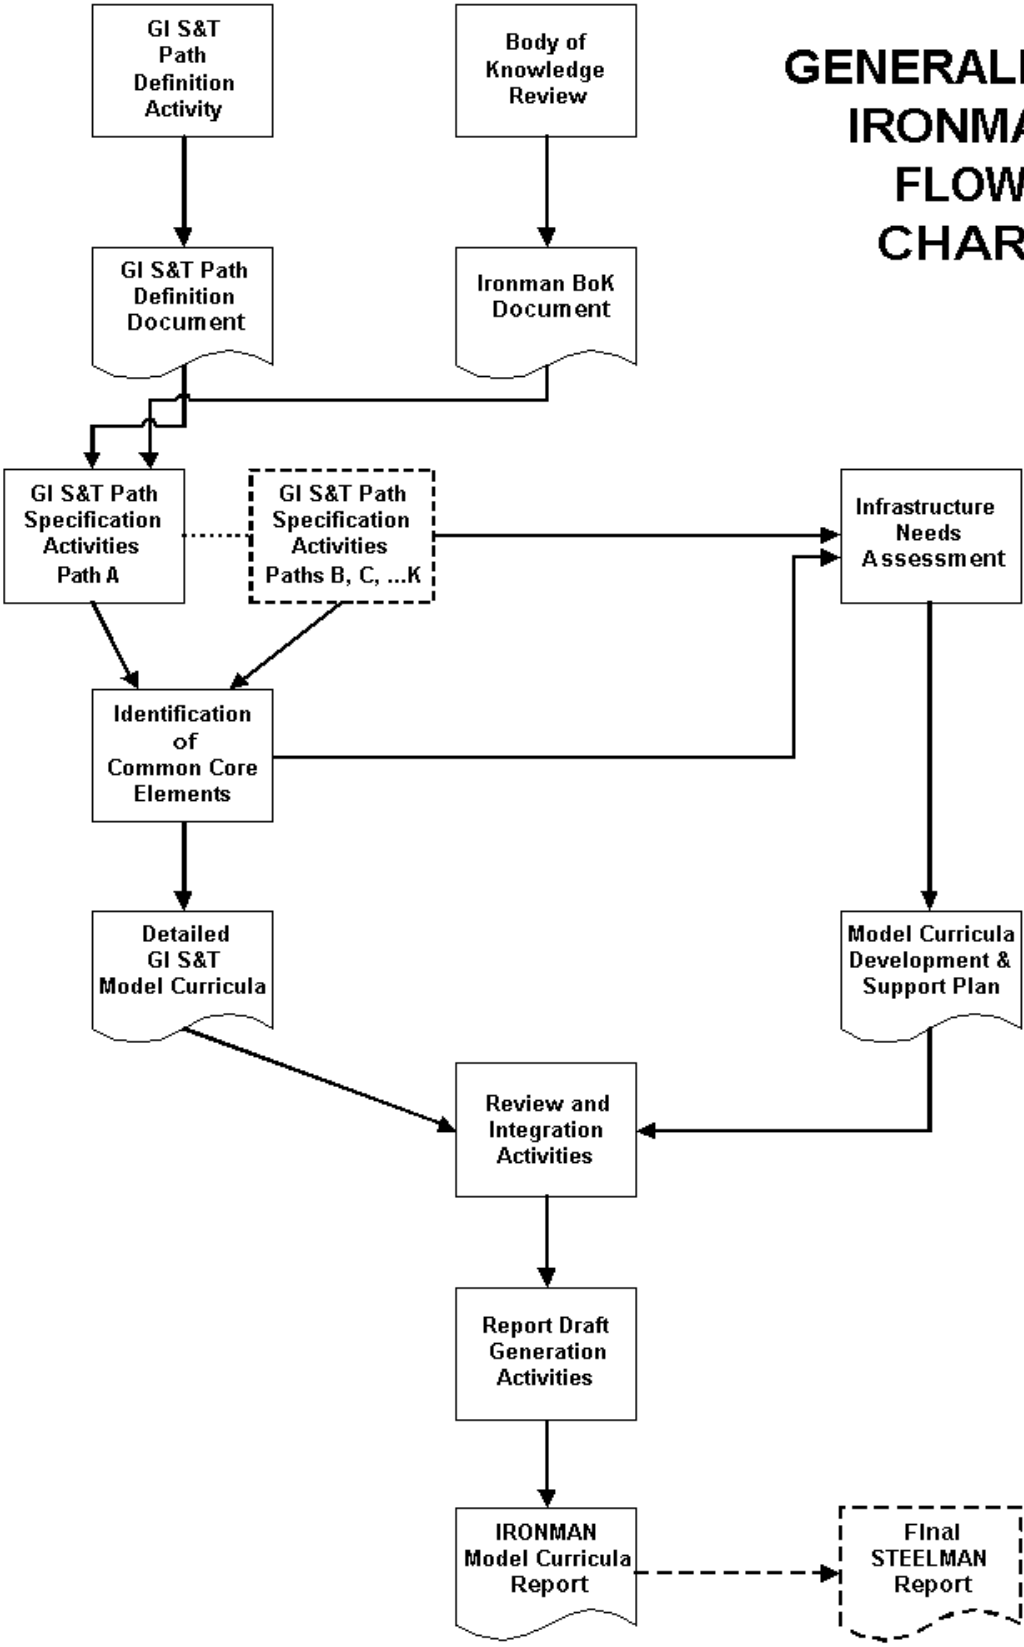 GI S&T
Path
Definition
Activity
Body of
Knowledge
Review
GENERALI
IRONMA
FLOW
CHAR
GI S&T Path
Definition
Document
Ironman BoK
Document
GI S&T Path
Specification
Activities
Path A
GI S&T Path
Specification
Activities
Paths B, C, ...K
Infrastructure
Needs
Assessment
Identification
of
Common Core
Elements
Detailed
GI S&T
Model Curricula
Model Curricula
Development &
Support Plan
Review and
Integration
Activities
Report Draft
Generation
Activities
IRONMAN
Model Curricula
Report
FInal
STEELMAN
Report